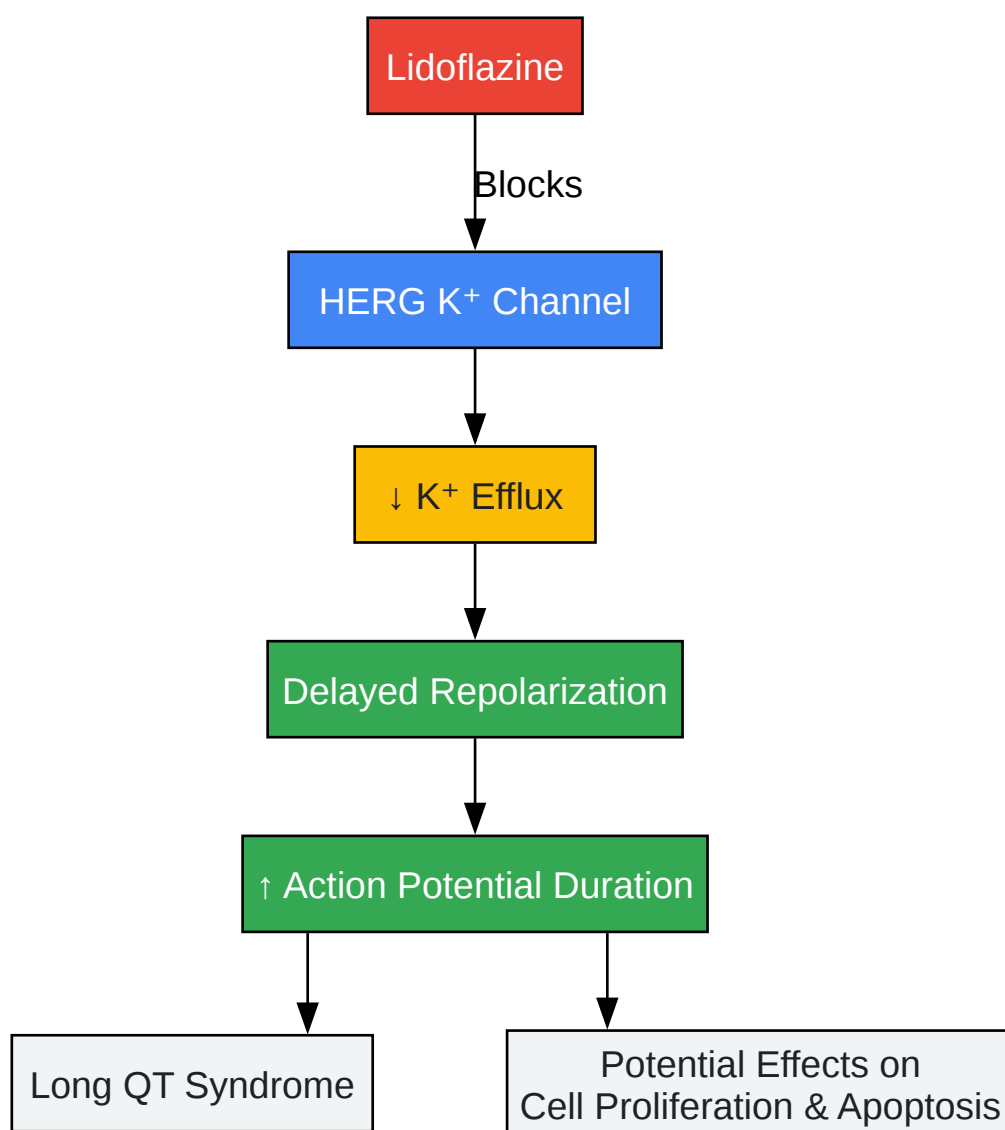 Lidoflazine
Blocks
HERG K⁺ Channel
↓ K⁺ Efflux
Delayed Repolarization
↑ Action Potential Duration
Long QT Syndrome
Potential Effects on
Cell Proliferation & Apoptosis